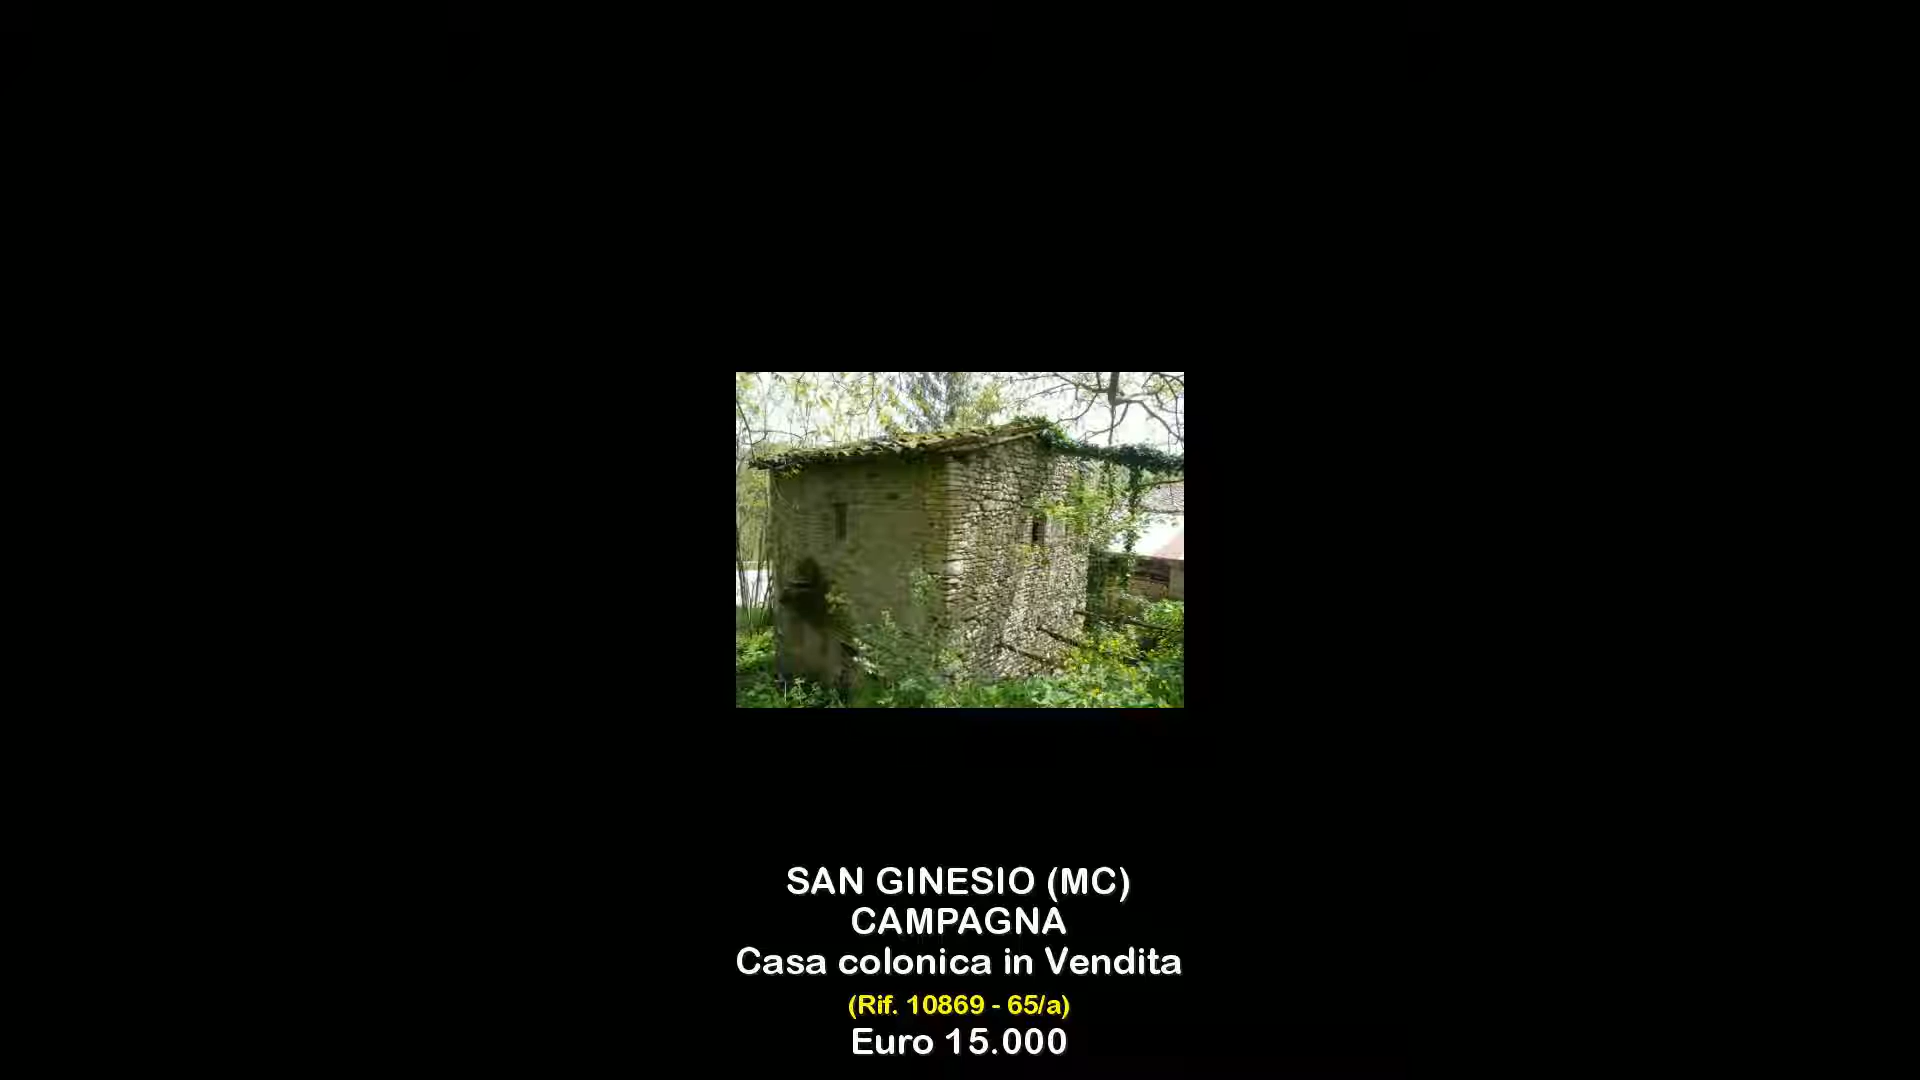 SAN GINESIO (MC)
CAMPAGNA
Casa colonica in Vendita
(Rif. 10869 - 65/a)
Euro 15.000